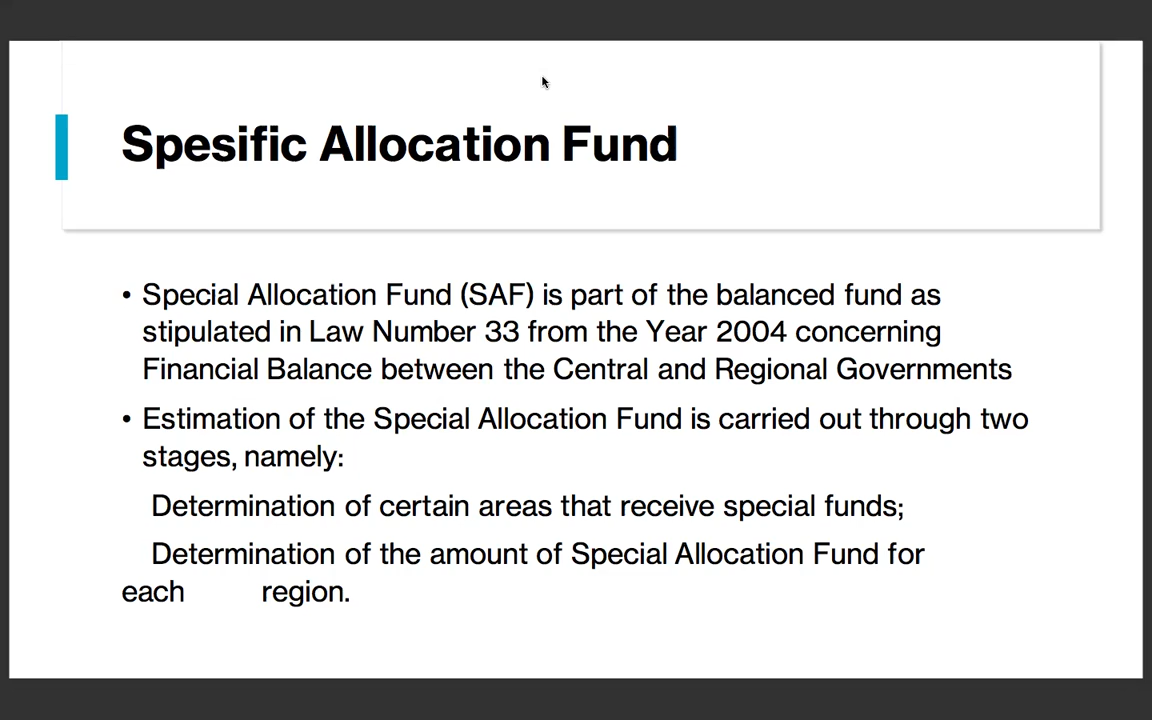 Spesific Allocation Fund
• Special Allocation Fund (SAF) is part of the balanced fund as
stipulated in Law Number 33 from the Year 2004 concerning
Financial Balance between the Central and Regional Governments
• Estimation of the Special Allocation Fund is carried out through two
stages, namely:
Determination of certain areas that receive special funds;
Determination of the amount of Special Allocation Fund for
each region.